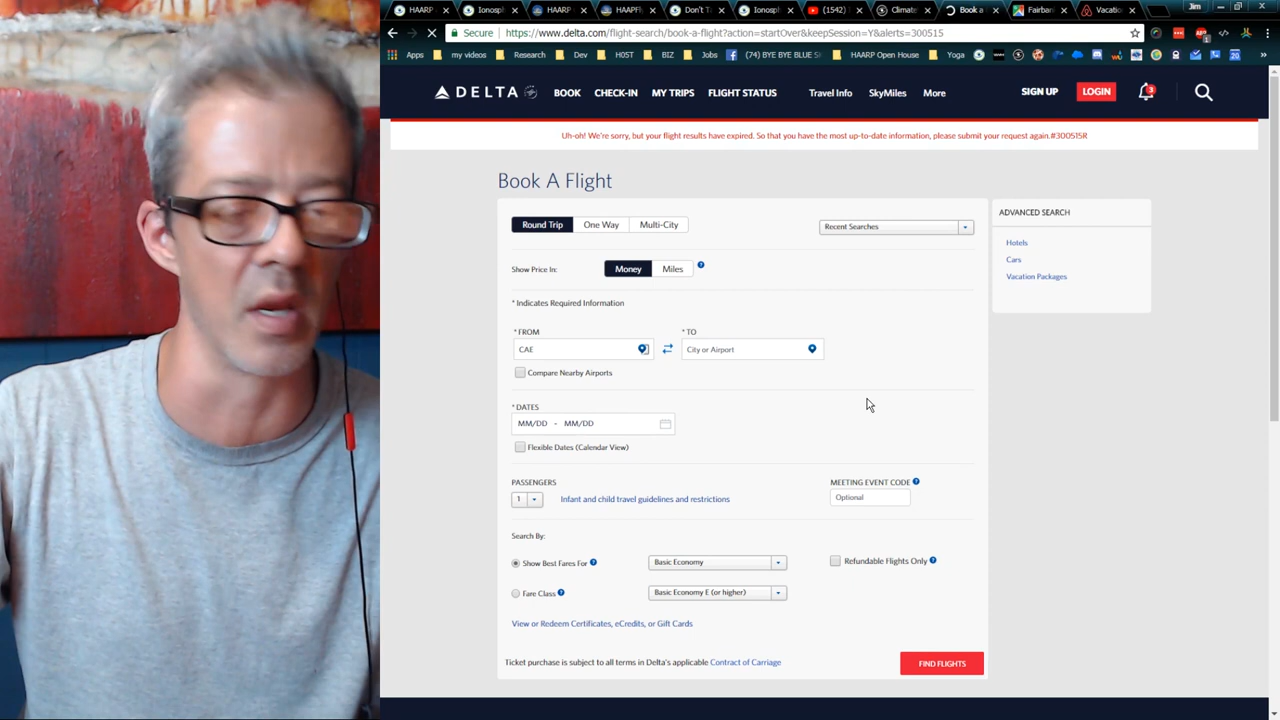 HAARP
Ionosph
HAARP
HAARPFl
Don't Ta
Ionosph
(1542)
Climate
Book a
Fairban
Vacatio
Jim
Secure
https://www.delta.com/flight-search/book-a-flight?action=startOver&keepSession=Y&alerts=300515
Apps
my videos
Research
Dev
H0ST
BIZ
Jobs
(74) BYE BYE BLUE S
HAARP Open House
Yoga
DELTA
BOOK
CHECK-IN
MY TRIPS
FLIGHT STATUS
Travel Info
SkyMiles
More
SIGN UP
LOGIN
3
Uh-oh! We're sorry, but your flight results have expired. So that you have the most up-to-date information, please submit your request again.#300515R
Book A Flight
Round Trip
One Way
Multi-City
Recent Searches
ADVANCED SEARCH
Hotels
Cars
Vacation Packages
Show Price In:
Money
Miles
* Indicates Required Information
* FROM
* TO
CAE
City or Airport
Compare Nearby Airports
* DATES
MM/DD - MM/DD
Flexible Dates (Calendar View)
PASSENGERS
MEETING EVENT CODE
1
Infant and child travel guidelines and restrictions
Optional
Search By:
Show Best Fares For
Basic Economy
Refundable Flights Only
Fare Class
Basic Economy E (or higher)
View or Redeem Certificates, eCredits, or Gift Cards
Ticket purchase is subject to all terms in Delta's applicable Contract of Carriage
FIND FLIGHTS